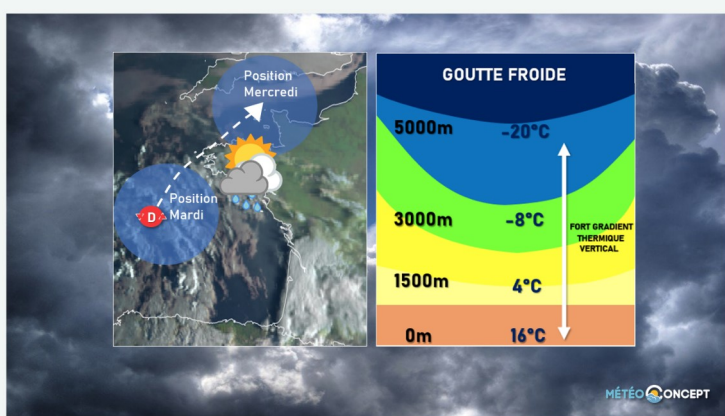 Position
Mercredi
Position
Mardi
D
GOUTTE FROIDE
5000m -20°C
3000m -8°C
FORT GRADIENT
THERMIQUE
VERTICAL
1500m 4°C
0m 16°C
MÉTÉO CONCEPT